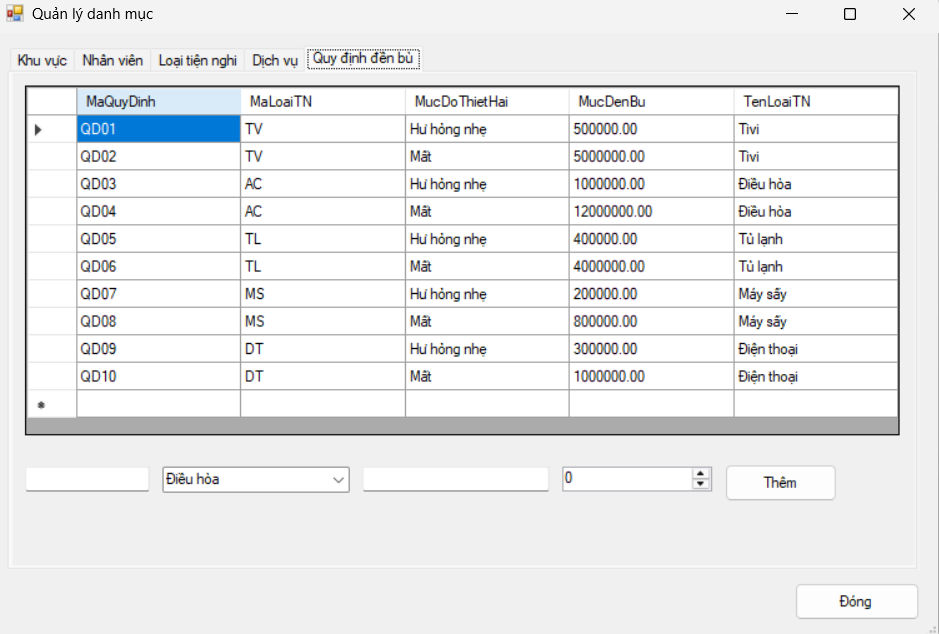 Quản lý danh mục
Khu vực Nhân viên Loại tiện nghi Dịch vụ Quy định đền bù
MaQuyDinh MaLoaiTN MucDoThietHai MucDenBu TenLoaiTN
QD01 TV Hư hỏng nhẹ 500000.00 Tivi
QD02 TV Mất 5000000.00 Tivi
QD03 AC Hư hỏng nhẹ 1000000.00 Điều hòa
QD04 AC Mất 12000000.00 Điều hòa
QD05 TL Hư hỏng nhẹ 400000.00 Tủ lạnh
QD06 TL Mất 4000000.00 Tủ lạnh
QD07 MS Hư hỏng nhẹ 200000.00 Máy sấy
QD08 MS Mất 800000.00 Máy sấy
QD09 DT Hư hỏng nhẹ 300000.00 Điện thoại
QD10 DT Mất 1000000.00 Điện thoại
Điều hòa 0 Thêm
Đóng